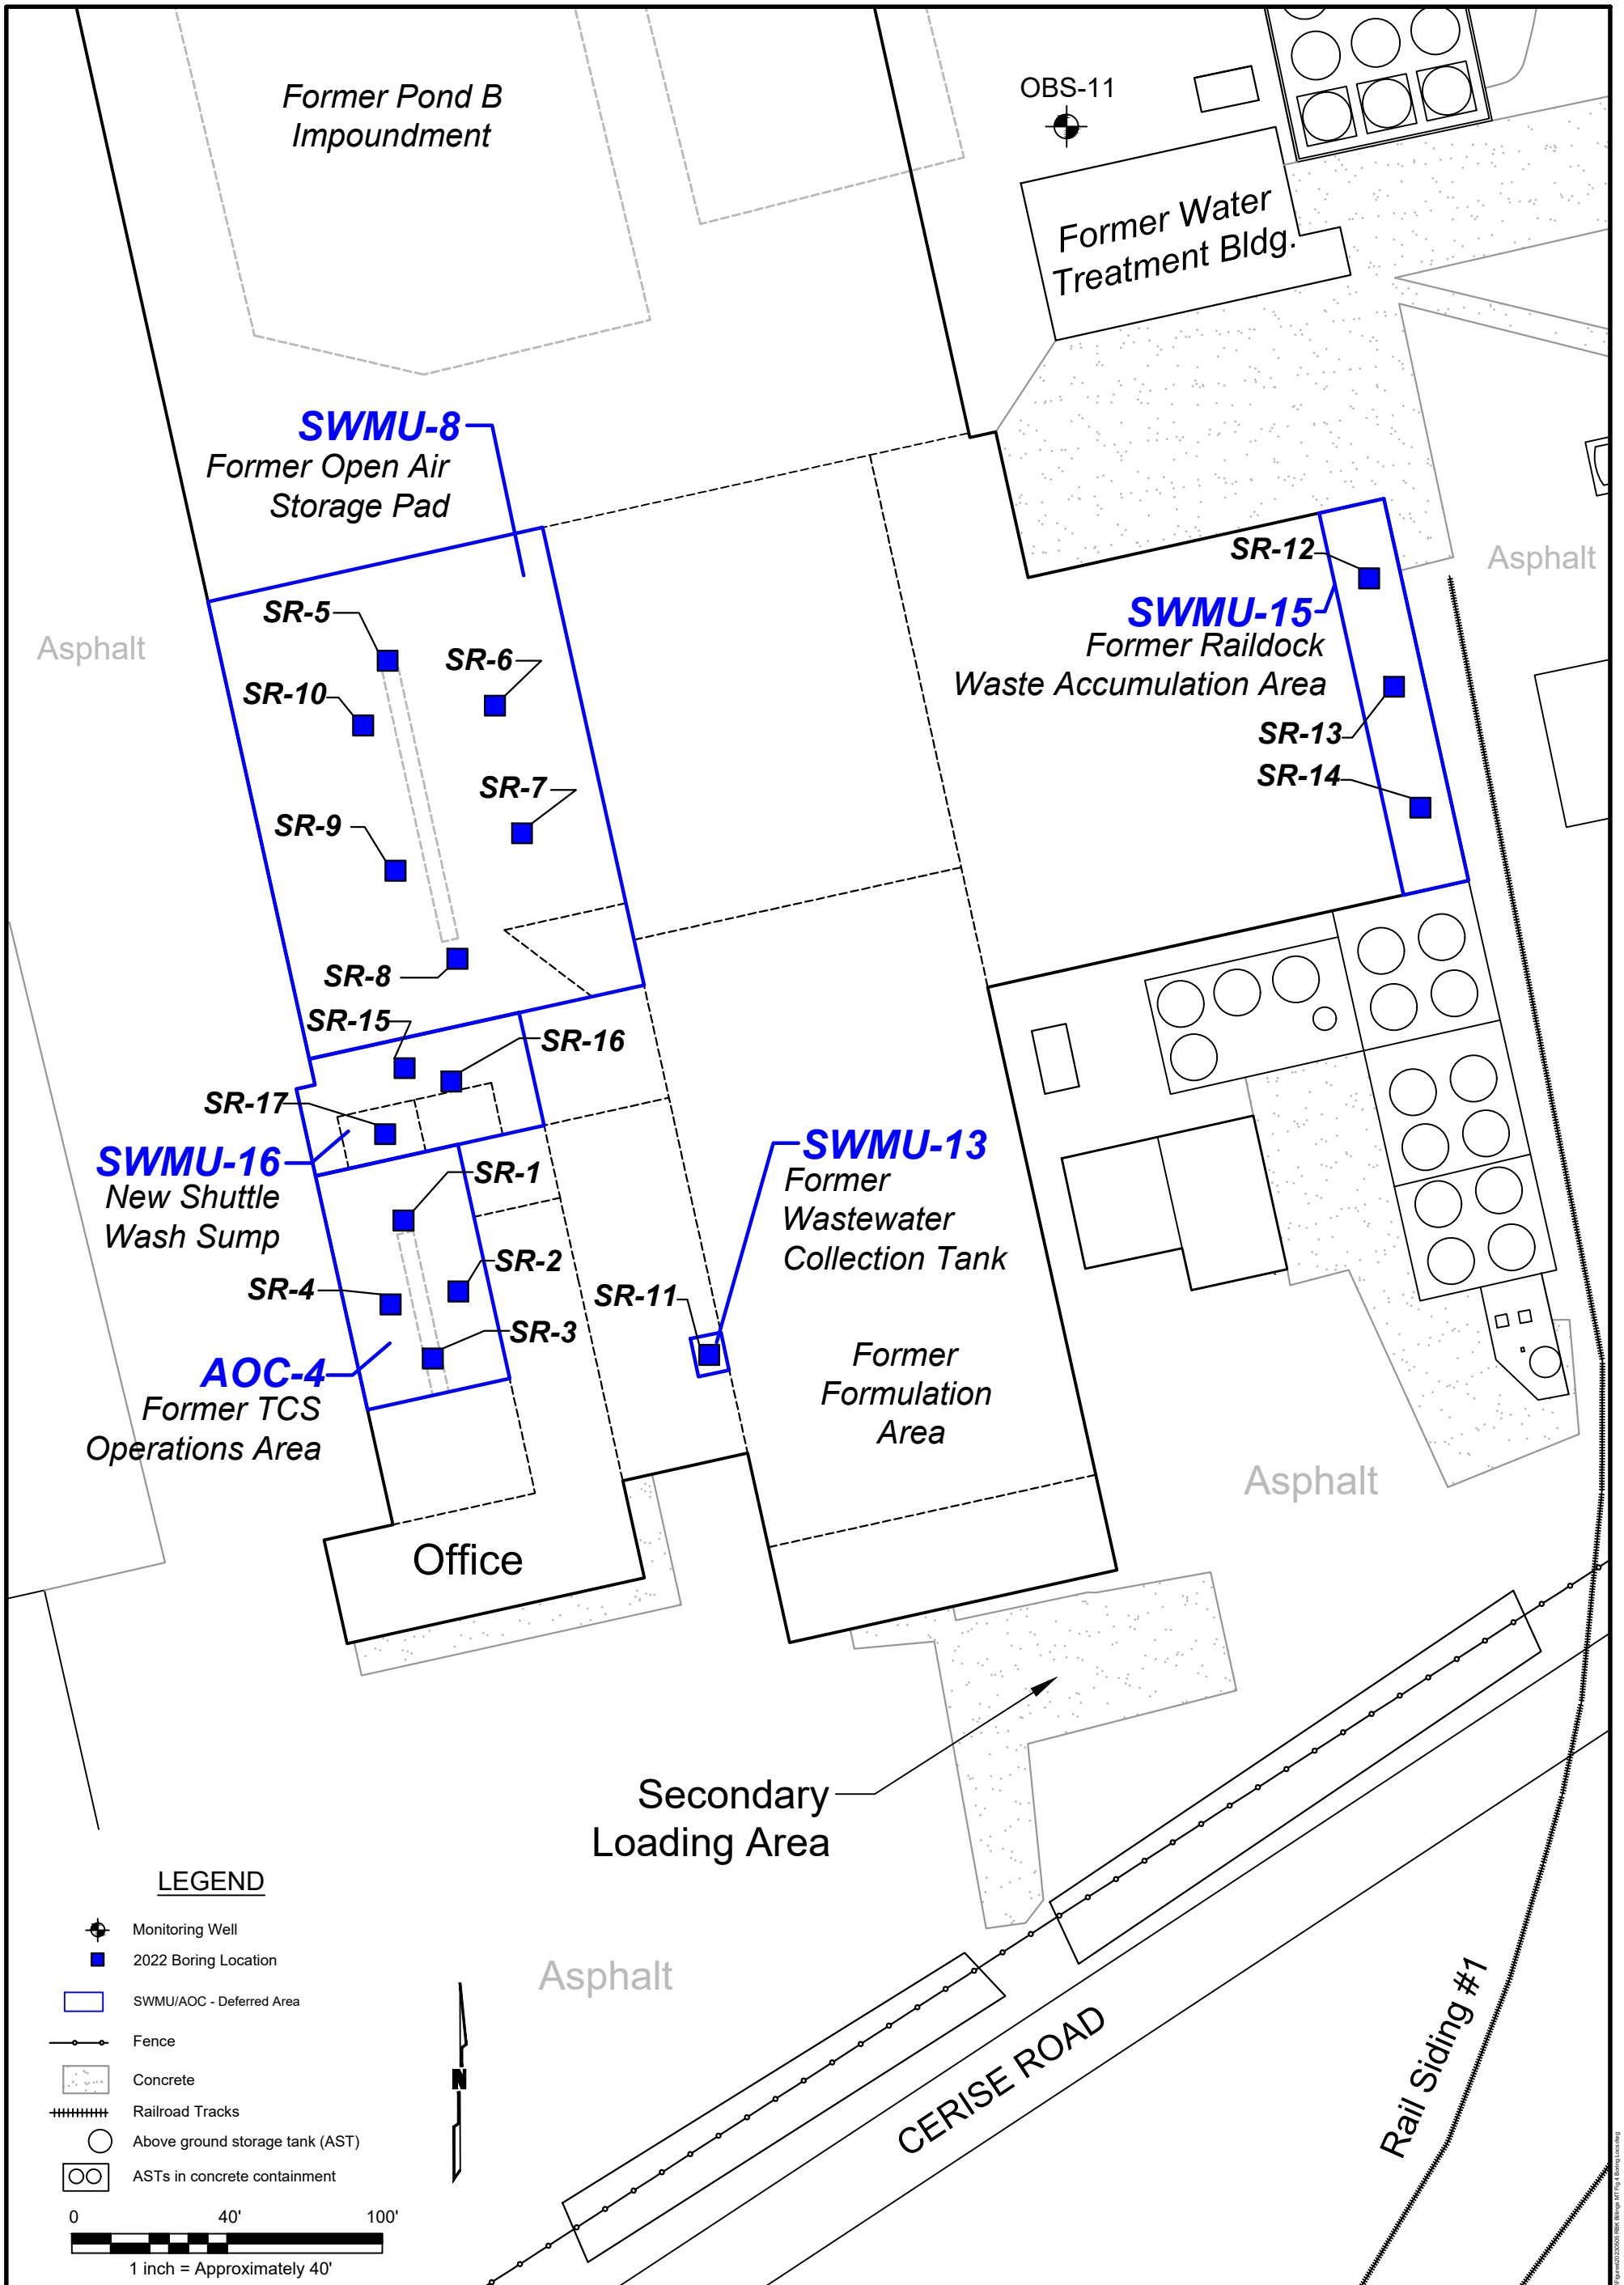 Former Pond B
Impoundment
OBS-11
Former Water
Treatment Bldg.
SWMU-8
Former Open Air
Storage Pad
Asphalt
Asphalt
SR-12
SWMU-15
Former Raildock
Waste Accumulation Area
SR-13
SR-14
SR-5
SR-6
SR-10
SR-7
SR-9
SR-8
SR-15
SR-16
SR-17
SWMU-16
New Shuttle
Wash Sump
SR-1
SR-2
SR-4
SR-3
AOC-4
Former TCS
Operations Area
SWMU-13
Former
Wastewater
Collection Tank
SR-11
Former
Formulation
Area
Asphalt
Office
Secondary
Loading Area
Asphalt
CERISE ROAD
Rail Siding #1
LEGEND
Monitoring Well
2022 Boring Location
SWMU/AOC - Deferred Area
Fence
Concrete
Railroad Tracks
Above ground storage tank (AST)
ASTs in concrete containment
N
0 40' 100'
1 inch = Approximately 40'